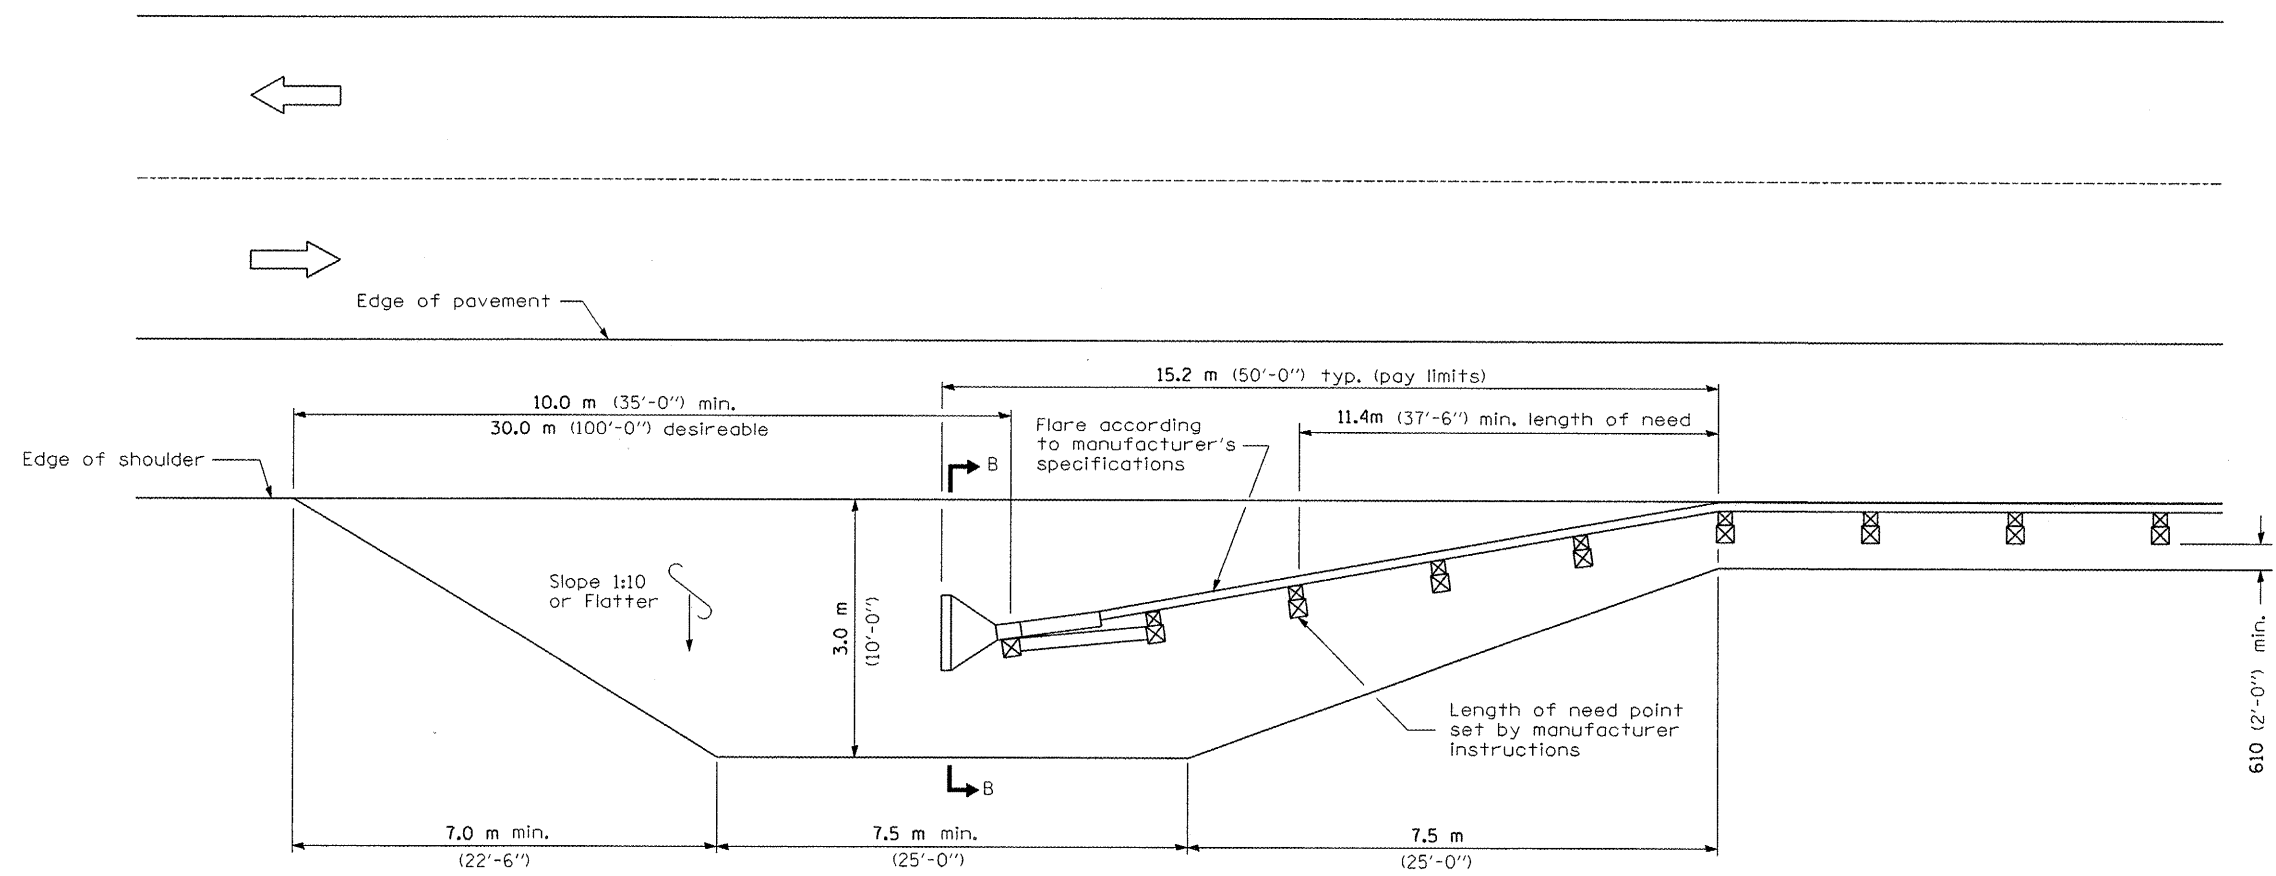 Edge of pavement
15.2 m (50'-0") typ. (pay limits)
10.0 m (35'-0") min.
30.0 m (100'-0") desireable
11.4m (37'-6") min. length of need
Flare according
to manufacturer's
specifications
Edge of shoulder
B
Slope 1:10
or Flatter
3.0 m
(10'-0")
Length of need point
set by manufacturer
instructions
610 (2'-0") min.
B
7.0 m min.
(22'-6")
7.5 m min.
(25'-0")
7.5 m
(25'-0")